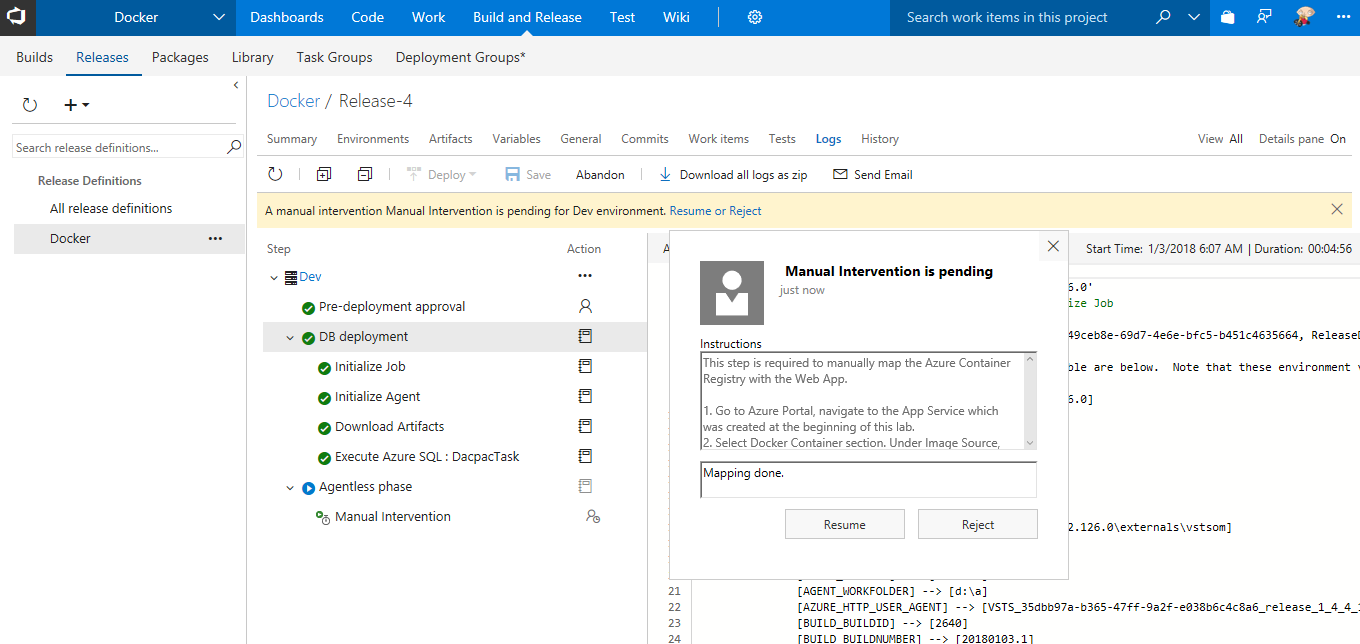 Docker Dashboards Code Work Build and Release Test Wiki Search work items in this project
Builds Releases Packages Library Task Groups Deployment Groups*
Docker / Release-4
Summary Environments Artifacts Variables General Commits Work items Tests Logs History View All Details pane On
Search release definitions...
Deploy Save Abandon Download all logs as zip Send Email
Release Definitions
All release definitions
Docker
A manual intervention Manual Intervention is pending for Dev environment. Resume or Reject
Step Action
Start Time: 1/3/2018 6:07 AM | Duration: 00:04:56
Dev
Pre-deployment approval
DB deployment
Initialize Job
Initialize Agent
Download Artifacts
Execute Azure SQL : DacpacTask
Agentless phase
Manual Intervention
Manual Intervention is pending
just now
Instructions
This step is required to manually map the Azure Container
Registry with the Web App.
1. Go to Azure Portal, navigate to the App Service which
was created at the beginning of this lab.
2. Select Docker Container section. Under Image Source,
Mapping done.
Resume Reject
6.0'
ize Job
49ceb8e-69d7-4e6e-bfc5-b451c4635664, ReleaseD
ble are below. Note that these environment v
6.0]
2.126.0\externals\vstsom]
21 [AGENT_WORKFOLDER] --> [d:\a]
22 [AZURE_HTTP_USER_AGENT] --> [VSTS_35dbb97a-b365-47ff-9a2f-e038b6c4c8a6_release_1_4_4_1
23 [BUILD_BUILDID] --> [2640]
24 [BUILD_BUILDNUMBER] --> [20180103.1]